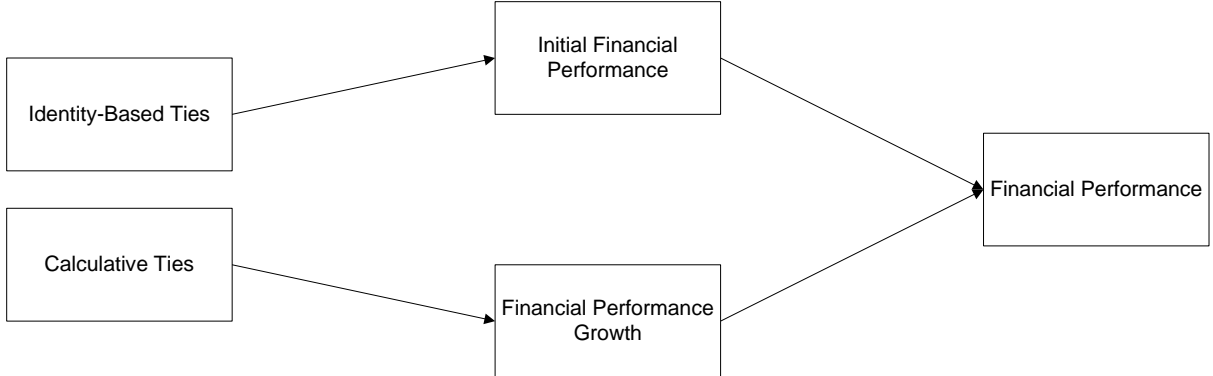 Initial Financial
Performance
Identity-Based Ties
Financial Performance
Calculative Ties
Financial Performance
Growth